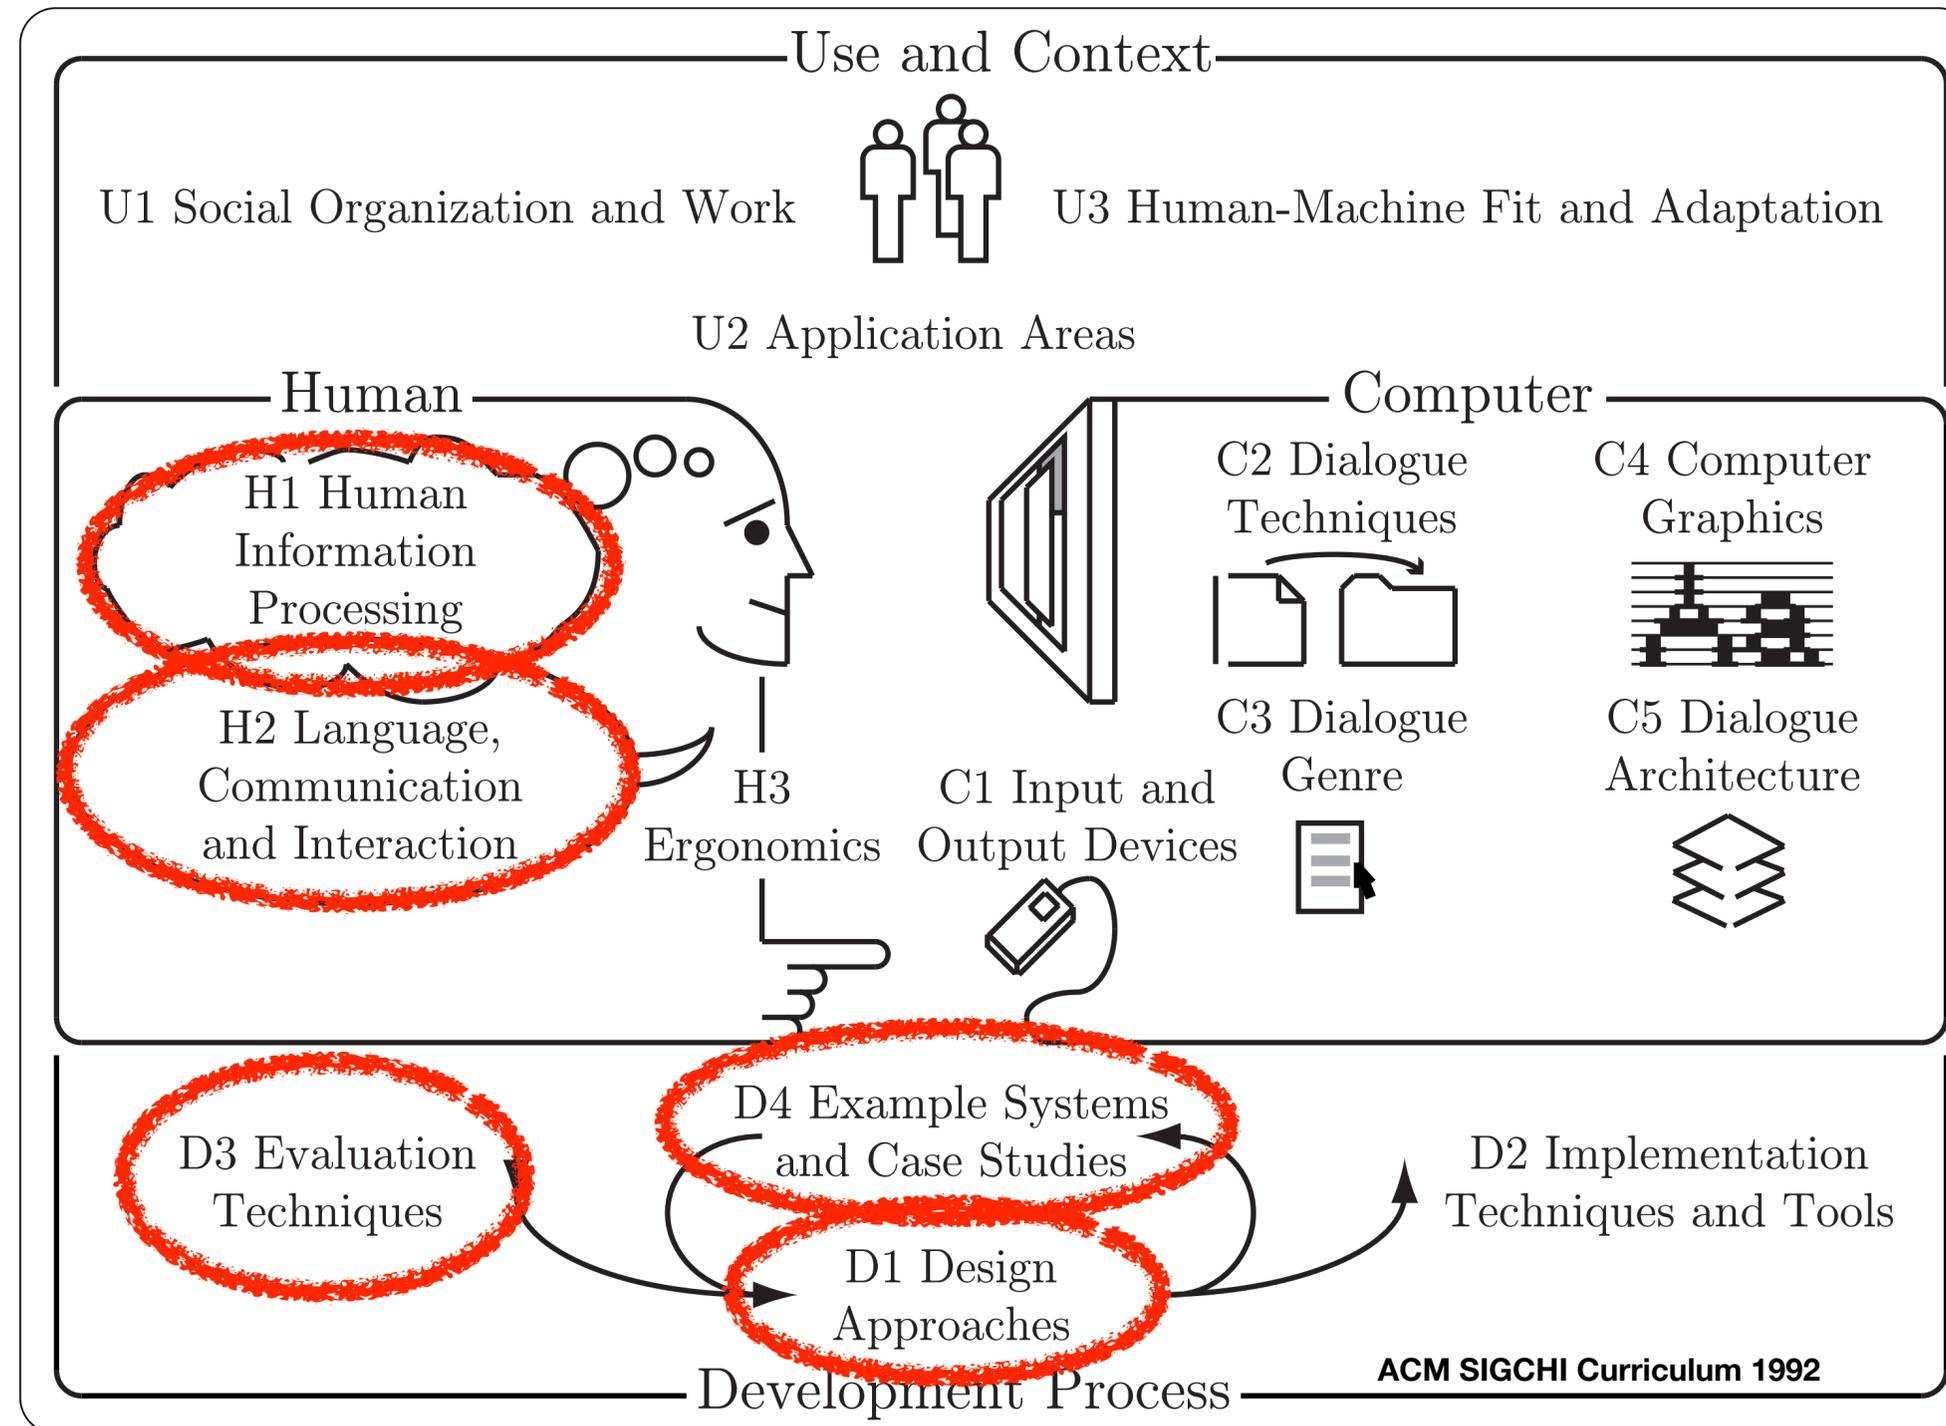 Use and Context
U1 Social Organization and Work
U3 Human-Machine Fit and Adaptation
U2 Application Areas
Human
H1 Human
Information
Processing
H2 Language,
Communication
and Interaction
H3
Ergonomics
Computer
C1 Input and
Output Devices
C2 Dialogue
Techniques
C3 Dialogue
Genre
C4 Computer
Graphics
C5 Dialogue
Architecture
D3 Evaluation
Techniques
D4 Example Systems
and Case Studies
D1 Design
Approaches
D2 Implementation
Techniques and Tools
ACM SIGCHI Curriculum 1992
Development Process